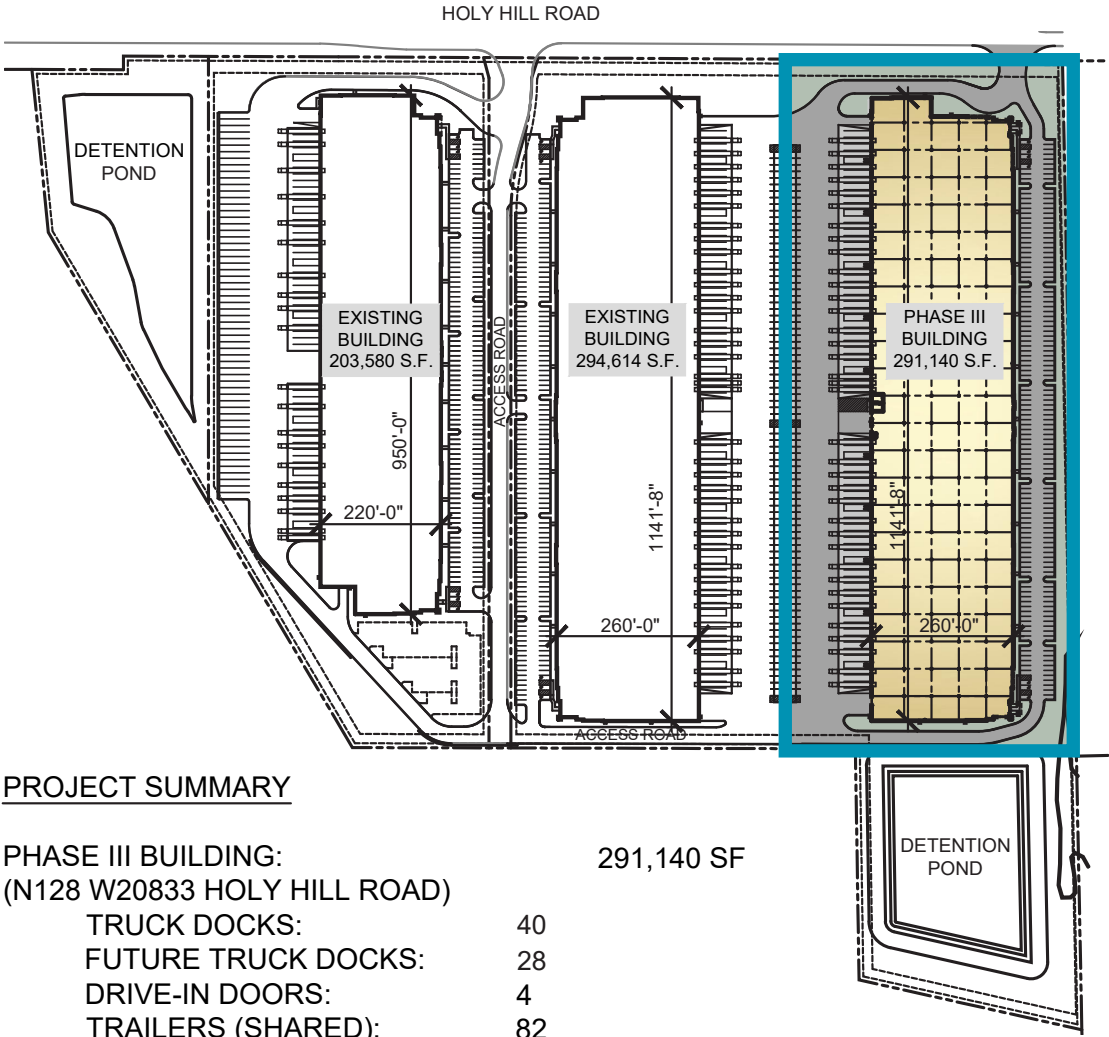 HOLY HILL ROAD
DETENTION
POND
EXISTING
BUILDING
203,580 S.F.
950'-0"
220'-0"
ACCESS ROAD
EXISTING
BUILDING
294,614 S.F.
1141'-8"
260'-0"
ACCESS ROAD
PHASE III
BUILDING
291,140 S.F.
1141'-8"
260'-0"
DETENTION
POND
PROJECT SUMMARY
PHASE III BUILDING: 291,140 SF
(N128 W20833 HOLY HILL ROAD)
TRUCK DOCKS: 40
FUTURE TRUCK DOCKS: 28
DRIVE-IN DOORS: 4
TRAILERS (SHARED): 82